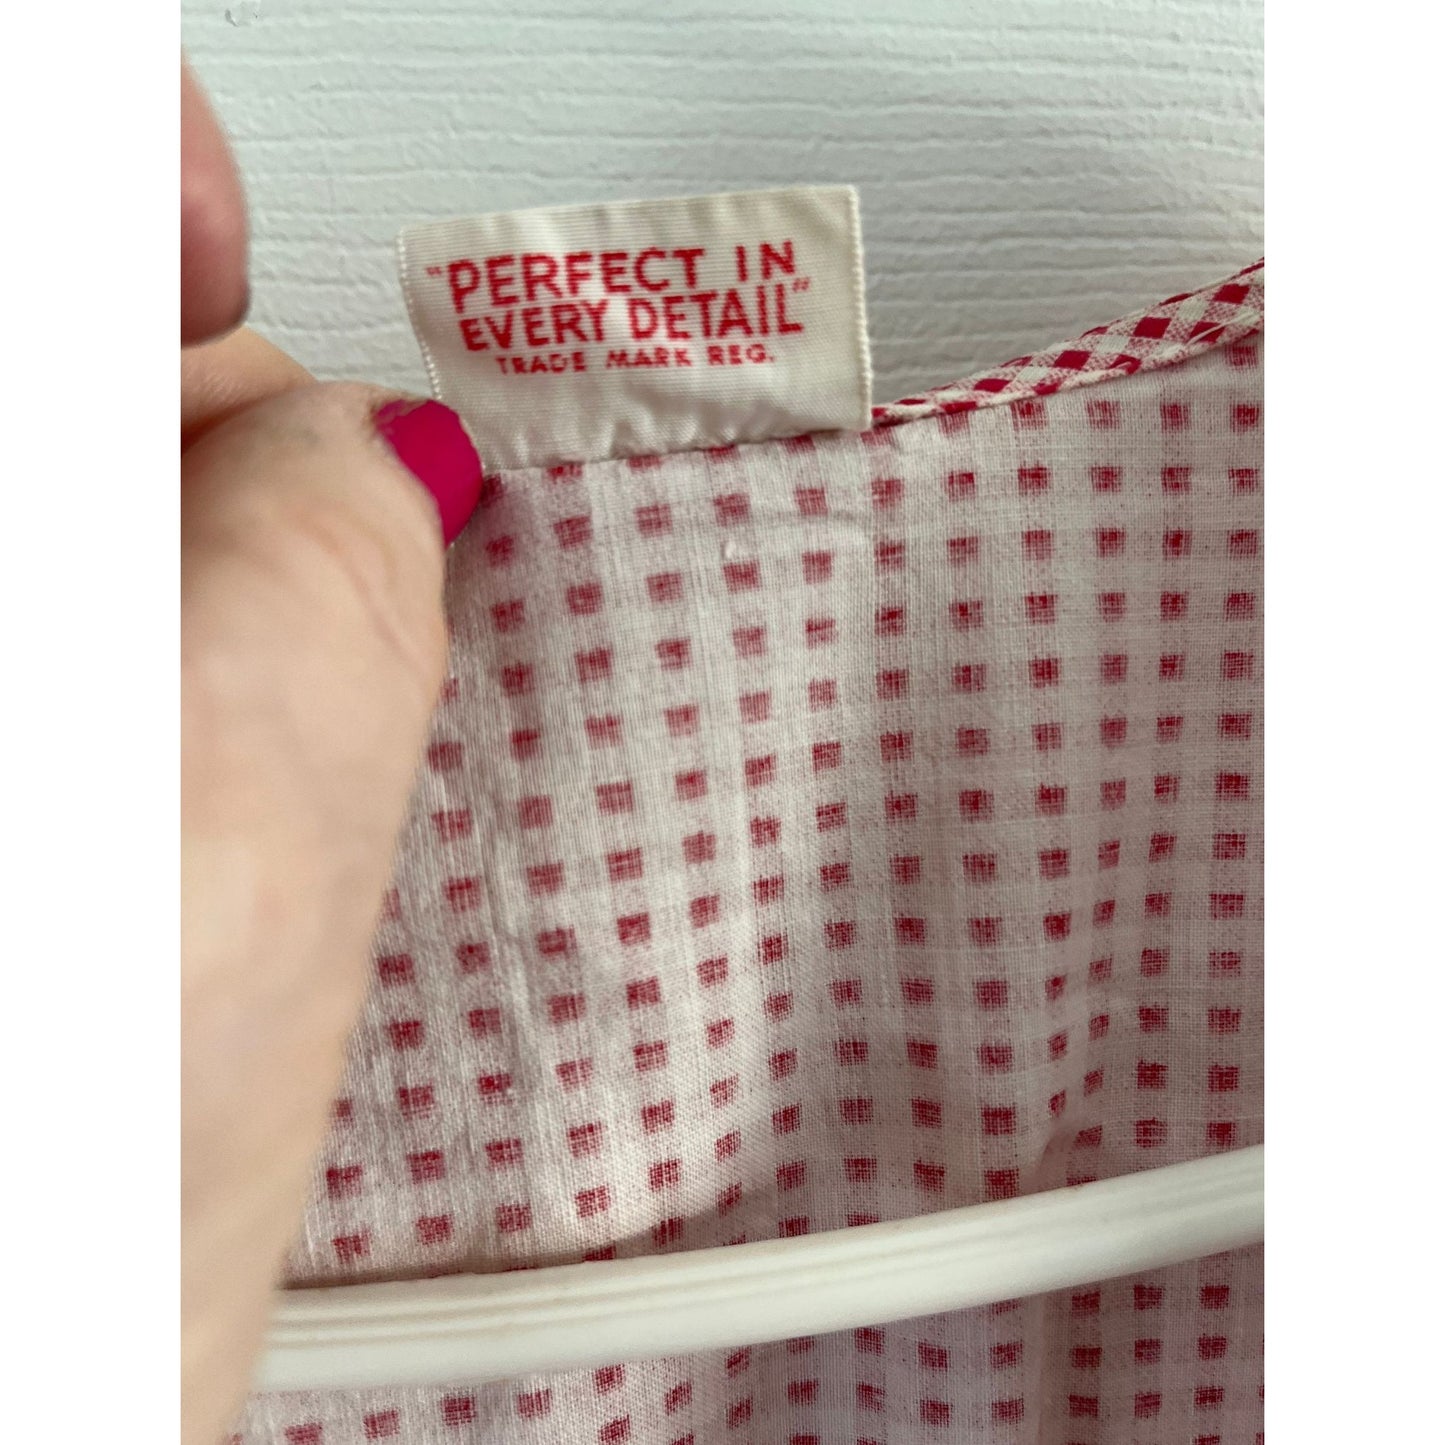 "PERFECT IN
EVERY DETAIL"
TRADE MARK REG.